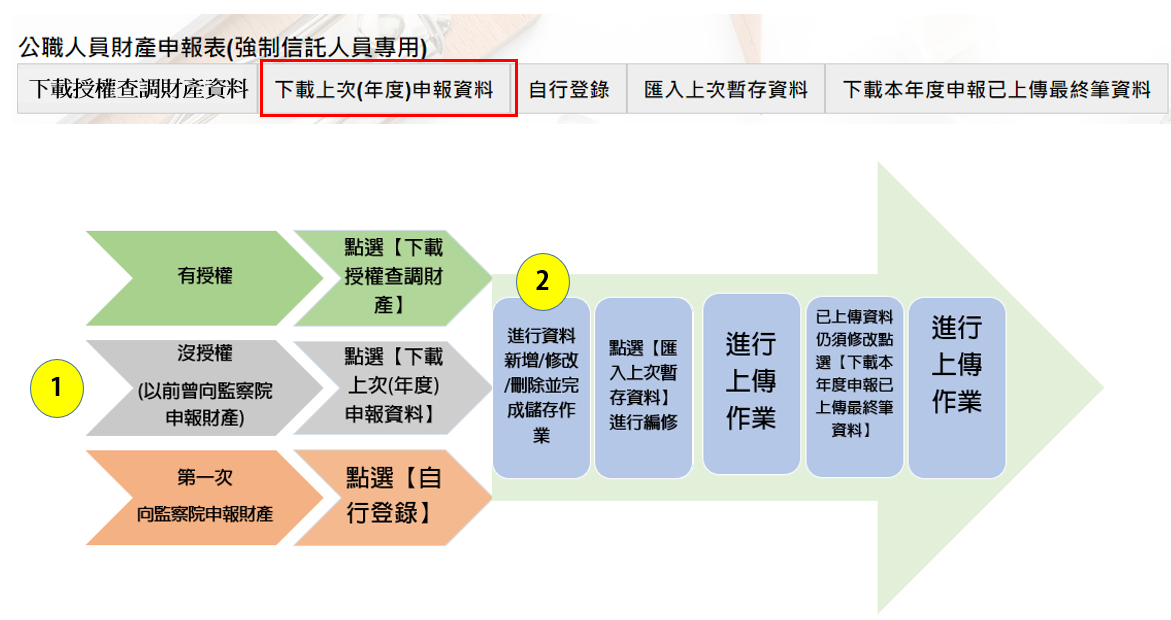 公職人員財產申報表(強制信託人員專用)
下載授權查調財產資料 下載上次(年度)申報資料 自行登錄 匯入上次暫存資料 下載本年度申報已上傳最終筆資料
1
有授權
點選【下載
授權查調財
產】
沒授權
(以前曾向監察院
申報財產)
點選【下載
上次(年度)
申報資料】
第一次
向監察院申報財產
點選【自
行登錄】
2
進行資料
新增/修改
/刪除並完
成儲存作
業
點選【匯
入上次暫
存資料】
進行編修
進行
上傳
作業
已上傳資料
仍須修改點
選【下載本
年度申報已
上傳最終筆
資料】
進行
上傳
作業